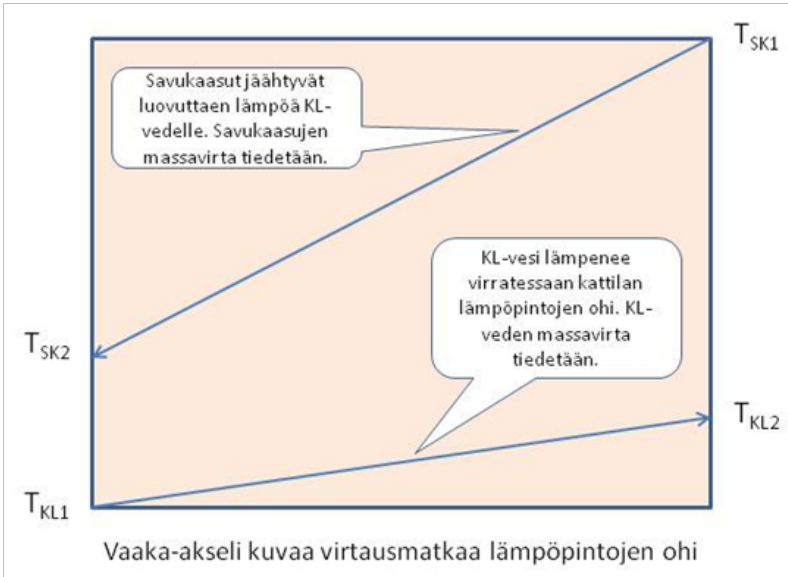 T_SK1
Savukaasut jäähtyvät
luovuttaen lämpöä KL-
vedelle. Savukaasujen
massavirta tiedetään.
KL-vesi lämpenee
virratessaan kattilan
lämpöpintojen ohi. KL-
veden massavirta
tiedetään.
T_SK2
T_KL2
T_KL1
Vaaka-akseli kuvaa virtausmatkaa lämpöpintojen ohi